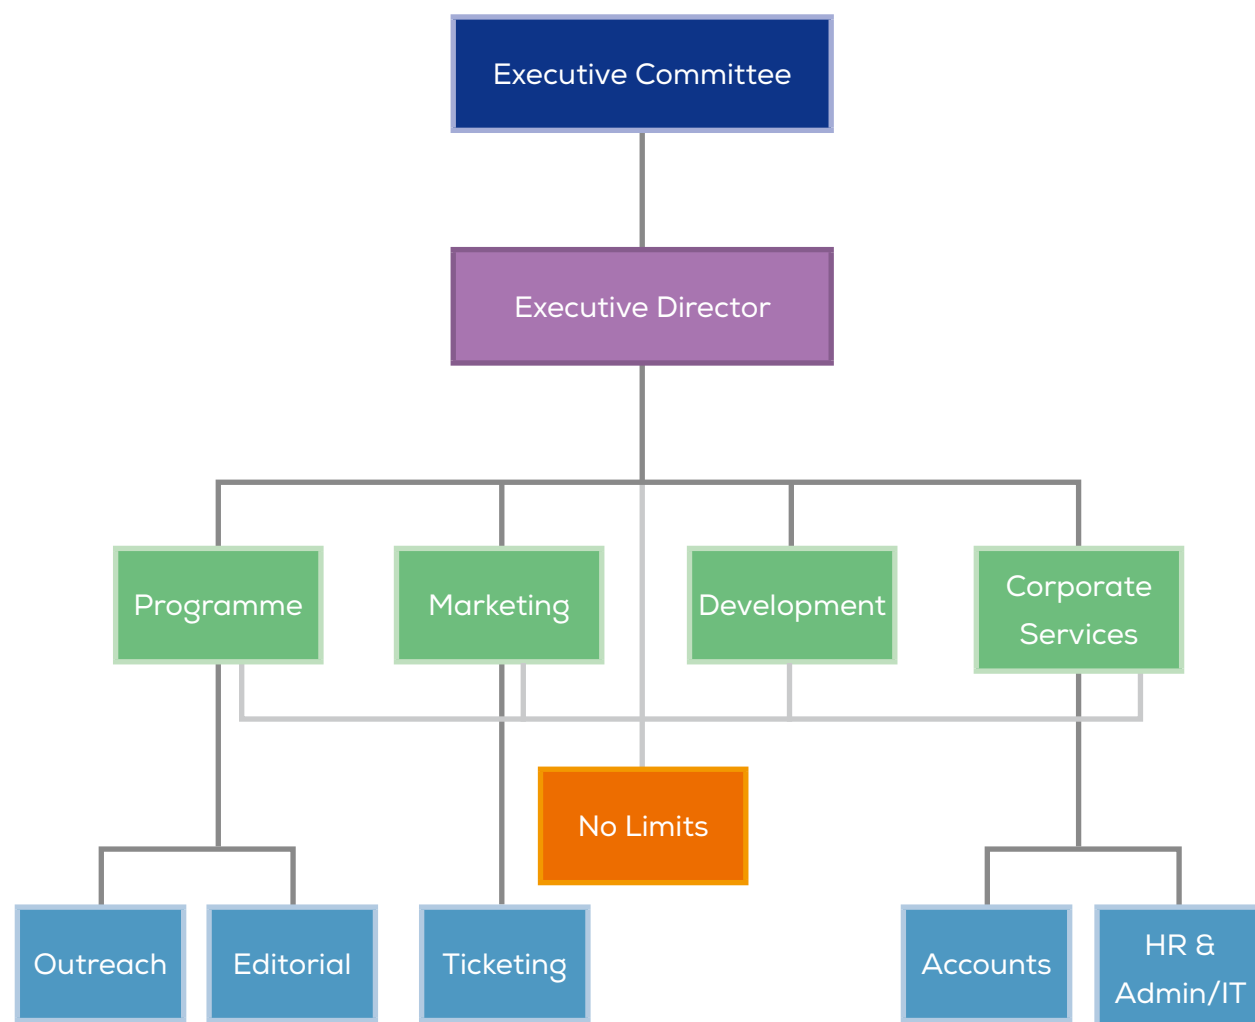 Executive Committee
Executive Director
Programme
Marketing
Development
Corporate
Services
No Limits
Outreach
Editorial
Ticketing
Accounts
HR &
Admin/IT